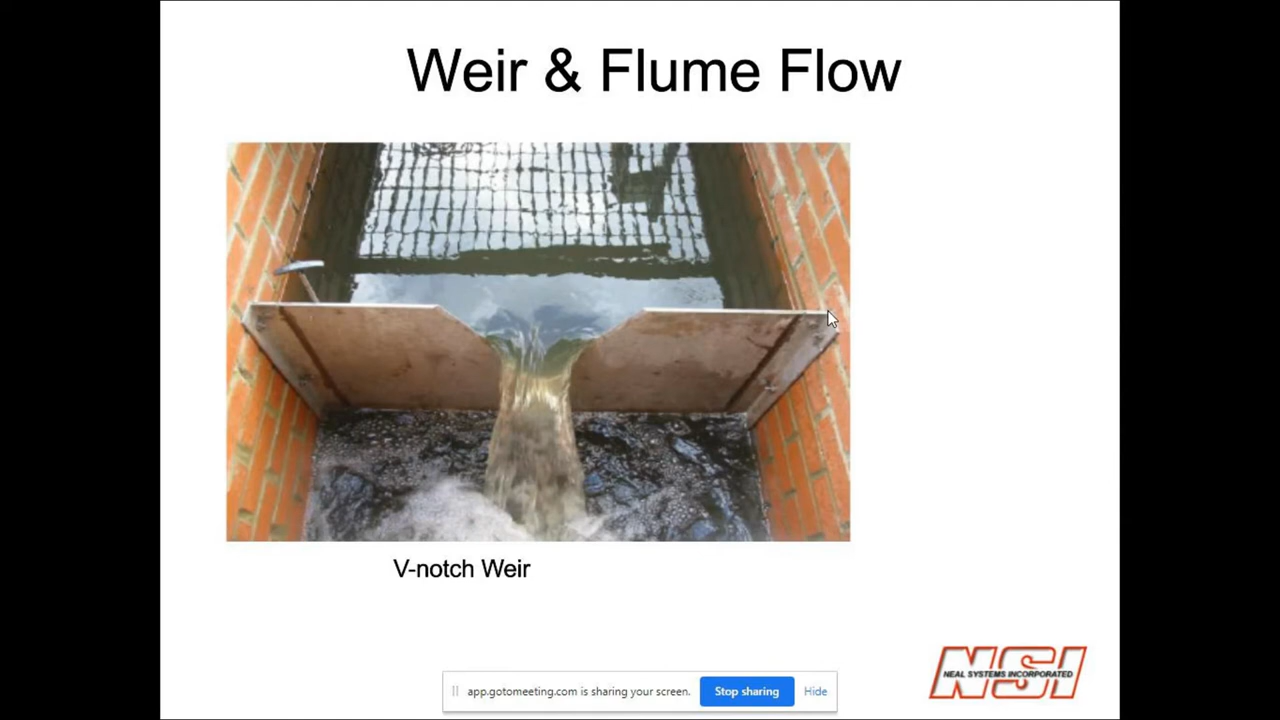 Weir & Flume Flow
V-notch Weir
NSI
NEAL SYSTEMS INCORPORATED
app.gotomeeting.com is sharing your screen.
Stop sharing
Hide